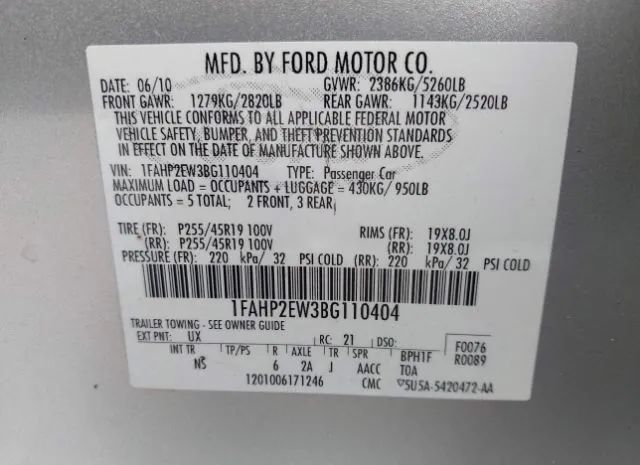 MFD. BY FORD MOTOR CO.
DATE: 06/10 GVWR: 2386KG/5260LB
FRONT GAWR: 1279KG/2820LB REAR GAWR: 1143KG/2520LB
THIS VEHICLE CONFORMS TO ALL APPLICABLE FEDERAL MOTOR
VEHICLE SAFETY, BUMPER, AND THEFT PREVENTION STANDARDS
IN EFFECT ON THE DATE OF MANUFACTURE SHOWN ABOVE.
VIN: 1FAHP2EW3BG110404 TYPE: Passenger Car
MAXIMUM LOAD = OCCUPANTS + LUGGAGE = 430KG/950LB
OCCUPANTS = 5 TOTAL; 2 FRONT, 3 REAR
TIRE (FR): P255/45R19 100V RIMS (FR): 19X8.0J
(RR): P255/45R19 100V (RR): 19X8.0J
PRESSURE (FR): 220 kPa/ 32 PSI COLD (RR): 220 kPa/ 32 PSI COLD
1FAHP2EW3BG110404
TRAILER TOWING - SEE OWNER GUIDE
EXT PNT: UX RC: 21 DSO: F0076
INT TR TP/PS R AXLE TR SPR BPH1F R0089
NS 6 2A J AACC TOA
1201006171246 CMC 5U5A-5420472-AA